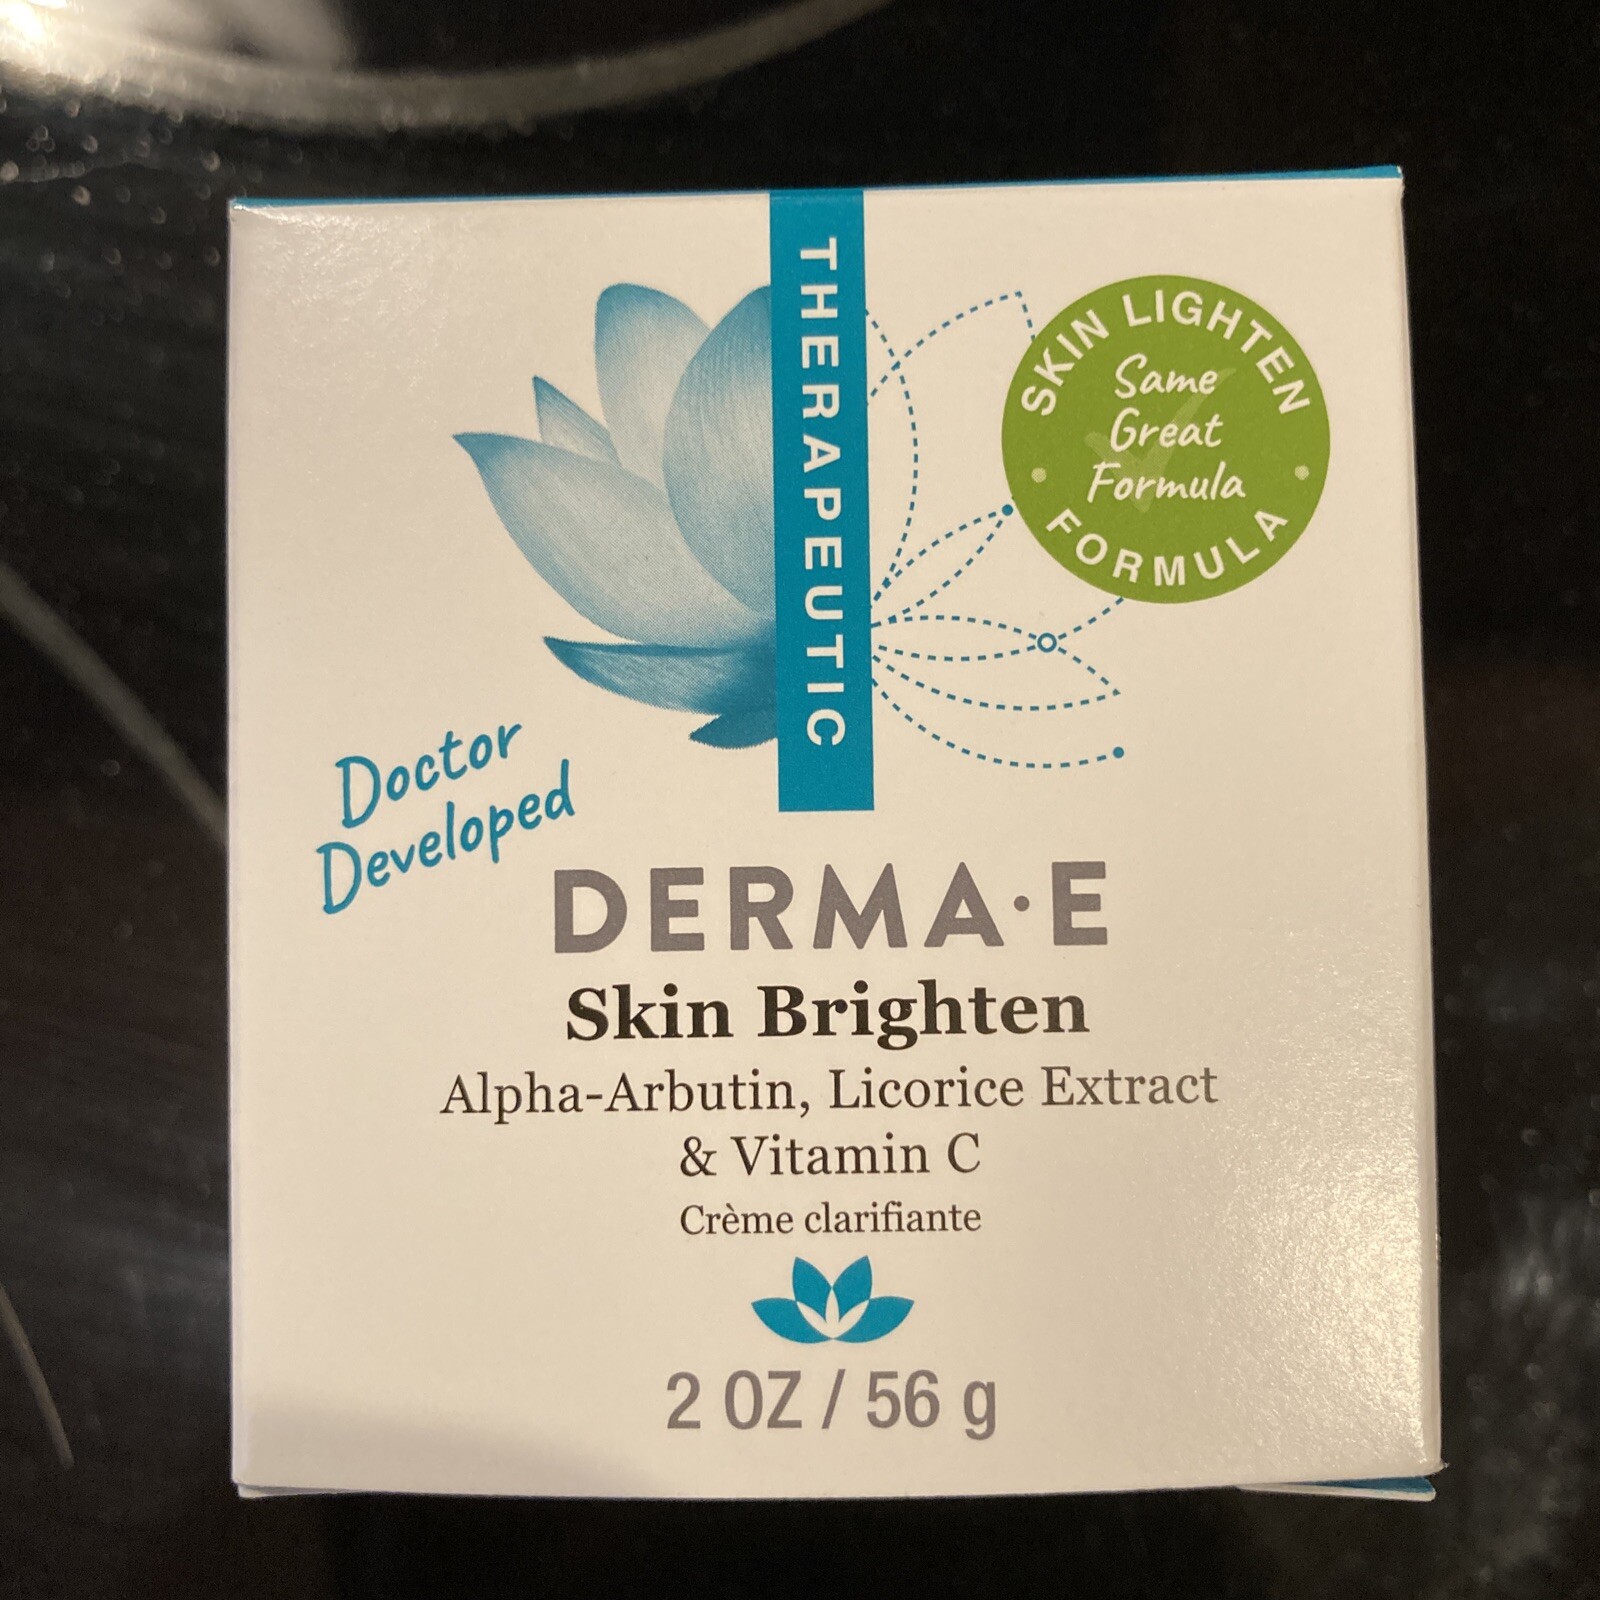 THERAPEUTIC
SKIN LIGHTEN
Same
Great
Formula
FORMULA
Doctor
Developed
DERMA·E
Skin Brighten
Alpha-Arbutin, Licorice Extract
& Vitamin C
Crème clarifiante
2 OZ / 56 g